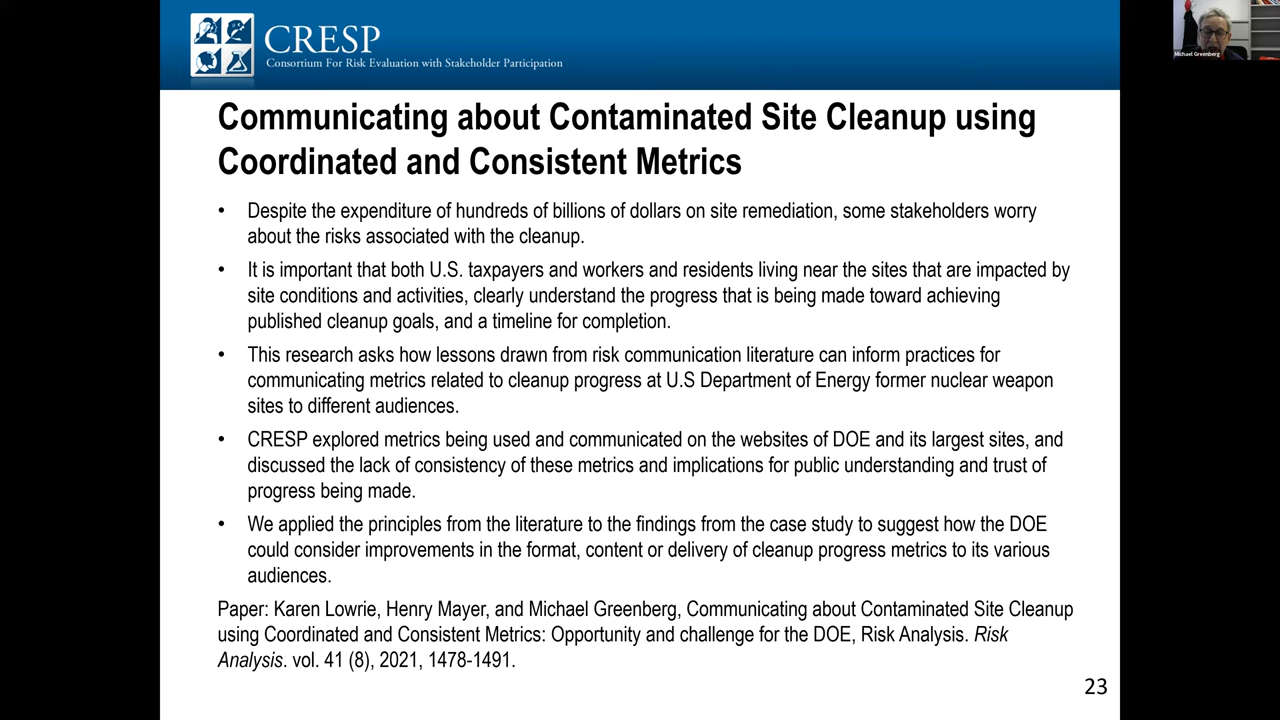 CRESP
Consortium For Risk Evaluation with Stakeholder Participation
Michael Greenberg
Communicating about Contaminated Site Cleanup using
Coordinated and Consistent Metrics
• Despite the expenditure of hundreds of billions of dollars on site remediation, some stakeholders worry
about the risks associated with the cleanup.
• It is important that both U.S. taxpayers and workers and residents living near the sites that are impacted by
site conditions and activities, clearly understand the progress that is being made toward achieving
published cleanup goals, and a timeline for completion.
• This research asks how lessons drawn from risk communication literature can inform practices for
communicating metrics related to cleanup progress at U.S Department of Energy former nuclear weapon
sites to different audiences.
• CRESP explored metrics being used and communicated on the websites of DOE and its largest sites, and
discussed the lack of consistency of these metrics and implications for public understanding and trust of
progress being made.
• We applied the principles from the literature to the findings from the case study to suggest how the DOE
could consider improvements in the format, content or delivery of cleanup progress metrics to its various
audiences.
Paper: Karen Lowrie, Henry Mayer, and Michael Greenberg, Communicating about Contaminated Site Cleanup
using Coordinated and Consistent Metrics: Opportunity and challenge for the DOE, Risk Analysis. Risk
Analysis. vol. 41 (8), 2021, 1478-1491.
23